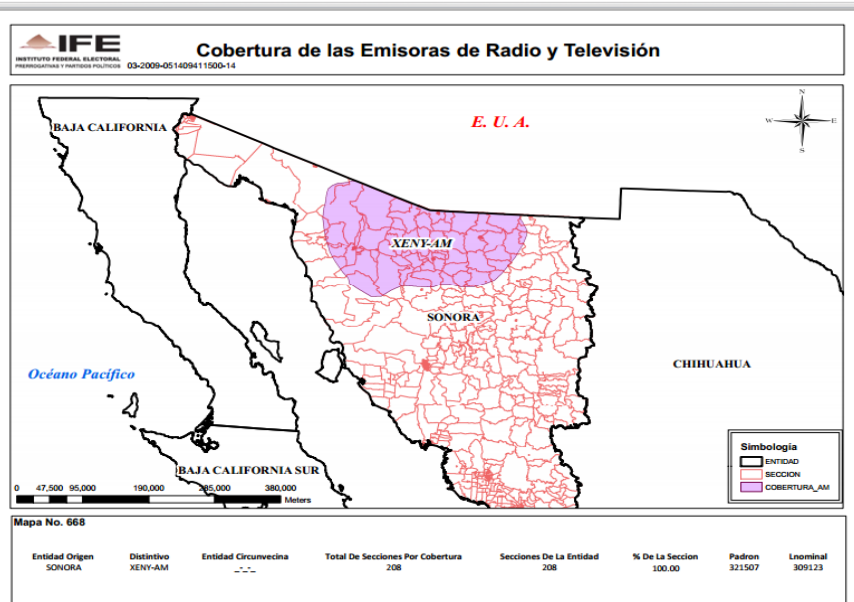 IFE
INSTITUTO FEDERAL ELECTORAL
PRERROGATIVAS Y PARTIDOS POLÍTICOS
03-2009-051409411500-14
Cobertura de las Emisoras de Radio y Televisión
N
W
E
S
E. U. A.
BAJA CALIFORNIA
XENY-AM
SONORA
CHIHUAHUA
Océano Pacífico
BAJA CALIFORNIA SUR
0 47,500 95,000 190,000 285,000 380,000
Meters
Simbología
ENTIDAD
SECCION
COBERTURA_AM
Mapa No. 668
Entidad Origen Distintivo Entidad Circunvecina Total De Secciones Por Cobertura Secciones De La Entidad % De La Seccion Padron Lnominal
SONORA XENY-AM -.-.- 208 208 100.00 321507 309123